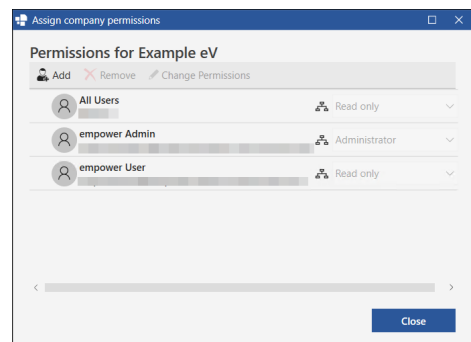 Assign company permissions
Permissions for Example eV
Add Remove Change Permissions
All Users
Read only
empower Admin
Administrator
empower User
Read only
Close